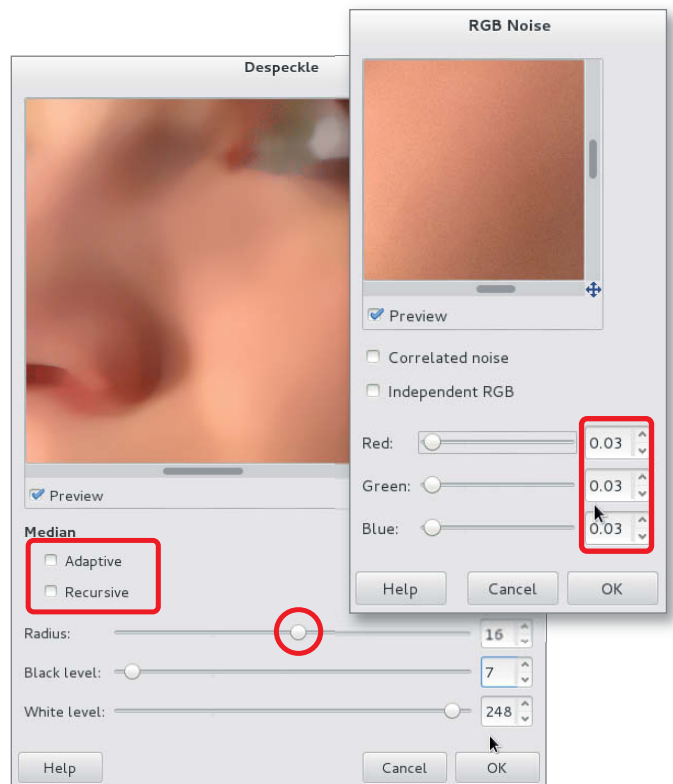 RGB Noise
Preview
Correlated noise
Independent RGB
Red: 0.03
Green: 0.03
Blue: 0.03
Help Cancel OK
Despeckle
Preview
Median
Adaptive
Recursive
Radius: 16
Black level: 7
White level: 248
Help Cancel OK